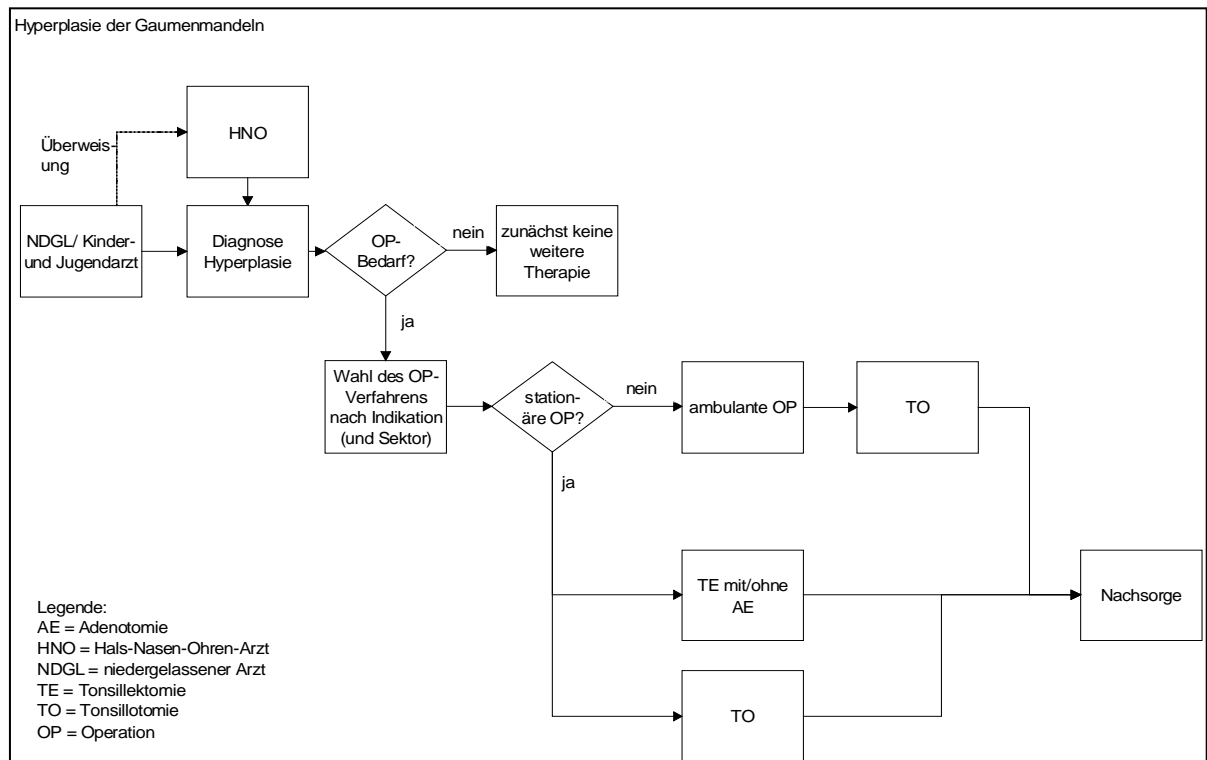 Hyperplasie der Gaumenmandeln
HNO
Überweis-
ung
NDGL/ Kinder-
und Jugendarzt
Diagnose
Hyperplasie
OP-
Bedarf?
nein
zunächst keine
weitere
Therapie
ja
Wahl des OP-
Verfahrens
nach Indikation
(und Sektor)
station-
äre OP?
nein
ambulante OP
TO
ja
TE mit/ohne
AE
Nachsorge
TO
Legende:
AE = Adenotomie
HNO = Hals-Nasen-Ohren-Arzt
NDGL = niedergelassener Arzt
TE = Tonsillektomie
TO = Tonsillotomie
OP = Operation